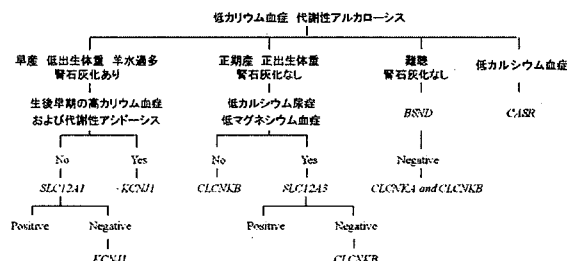 低カリウム血症 代謝性アルカローシス
早産 低出生体重 羊水過多
腎石灰化あり
正期産 正出生体重
腎石灰化なし
難聴
腎石灰化なし
低カルシウム血症
生後早期の高カリウム血症
および代謝性アシドーシス
低カルシウム尿症
低マグネシウム血症
BSND
CASR
No
Yes
No
Yes
Negative
SLC12A1
KCNJ1
CLCNKB
SLC12A3
CLCNKA and CLCNKB
Positive
Negative
Positive
Negative
KCNJ1
CLCNKB